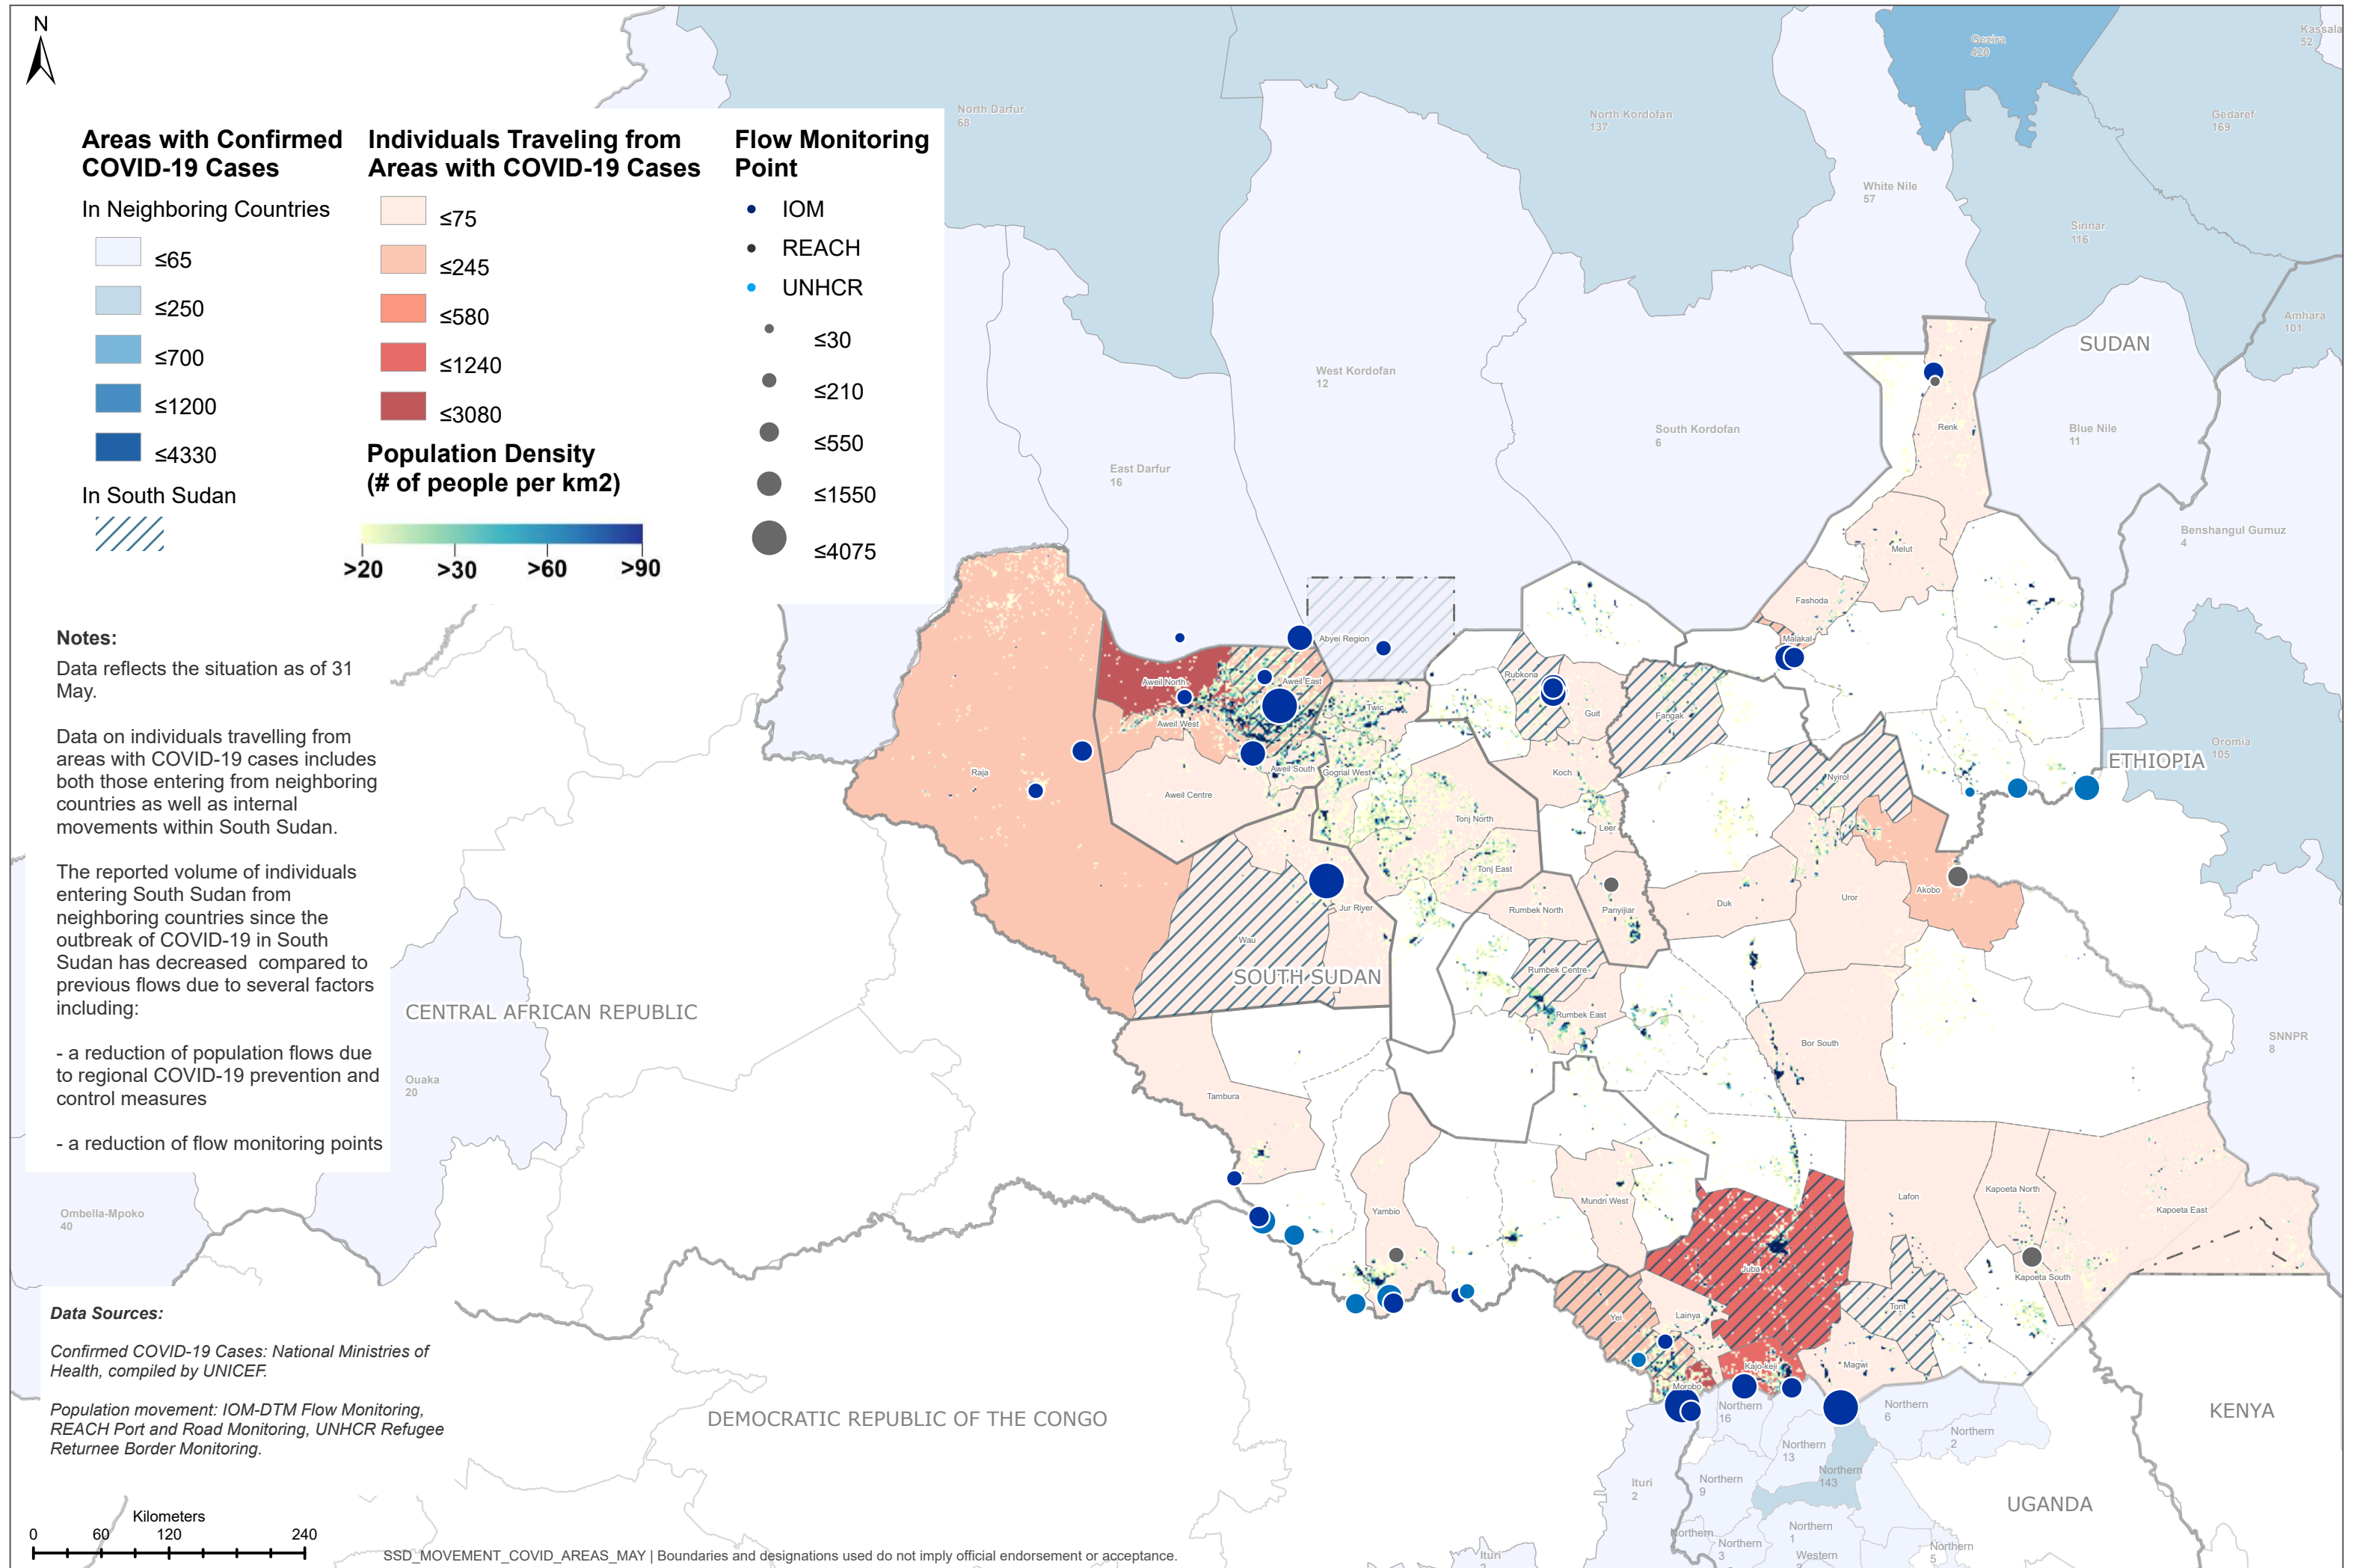 N
Areas with Confirmed
COVID-19 Cases
In Neighboring Countries
≤65
≤250
≤700
≤1200
≤4330
In South Sudan
Individuals Traveling from
Areas with COVID-19 Cases
≤75
≤245
≤580
≤1240
≤3080
Population Density
(# of people per km2)
>20
>30
>60
>90
Flow Monitoring
Point
IOM
REACH
UNHCR
≤30
≤210
≤550
≤1550
≤4075
Notes:
Data reflects the situation as of 31
May.
Data on individuals travelling from
areas with COVID-19 cases includes
both those entering from neighboring
countries as well as internal
movements within South Sudan.
The reported volume of individuals
entering South Sudan from
neighboring countries since the
outbreak of COVID-19 in South
Sudan has decreased compared to
previous flows due to several factors
including:
- a reduction of population flows due
to regional COVID-19 prevention and
control measures
- a reduction of flow monitoring points
Data Sources:
Confirmed COVID-19 Cases: National Ministries of
Health, compiled by UNICEF.
Population movement: IOM-DTM Flow Monitoring,
REACH Port and Road Monitoring, UNHCR Refugee
Returnee Border Monitoring.
Kilometers
0 60 120 240
SSD_MOVEMENT_COVID_AREAS_MAY | Boundaries and designations used do not imply official endorsement or acceptance.
North Darfur
68
North Kordofan
137
Gezira
420
Kassala
52
Gedaref
169
White Nile
57
Sinnar
116
Amhara
101
SUDAN
West Kordofan
12
South Kordofan
6
Blue Nile
11
East Darfur
16
Benshangul Gumuz
4
Renk
Melut
Fashoda
Malakal
Abyei Region
Aweil North
Aweil East
Aweil West
Twic
Rubkona
Guit
Fangak
ETHIOPIA
Oromia
105
Raja
Aweil Centre
Aweil South
Gogrial West
Koch
Nyirol
Tonj North
Leer
Tonj East
Akobo
Uror
Duk
Panyijiar
Rumbek North
Jur River
Wau
SOUTH SUDAN
Rumbek Centre
Rumbek East
Bor South
SNNPR
8
CENTRAL AFRICAN REPUBLIC
Ouaka
20
Ombella-Mpoko
40
Tambura
Yambio
Mundri West
Lafon
Kapoeta North
Kapoeta East
Juba
Kapoeta South
Torit
Yei
Lainya
Kajo-keji
Magwi
Morobo
DEMOCRATIC REPUBLIC OF THE CONGO
KENYA
UGANDA
Northern
16
Northern
6
Northern
2
Northern
13
Northern
143
Northern
9
Ituri
2
Northern
Northern
3
Northern
1
Western
Northern
5
Ituri